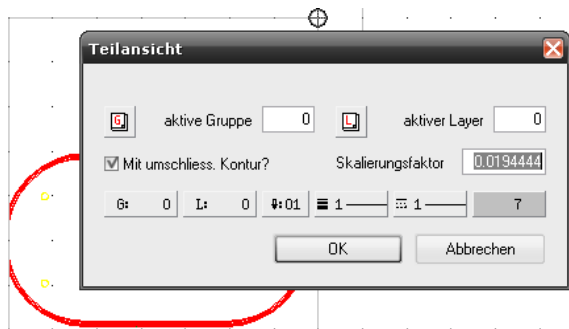 Teilansicht
G aktive Gruppe 0 L aktiver Layer 0
Mit umschliess. Kontur? Skalierungsfaktor 0.0194444
G: 0 L: 0 :01 1 1 7
OK Abbrechen